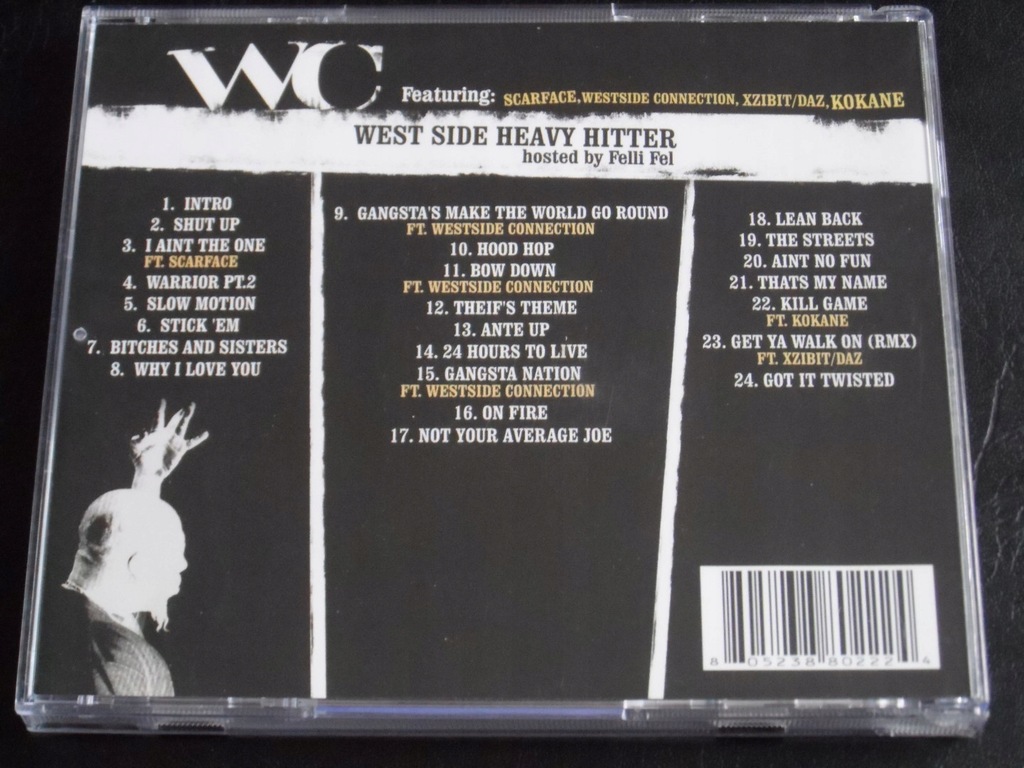 WC Featuring: SCARFACE, WESTSIDE CONNECTION, XZIBIT/DAZ, KOKANE
WEST SIDE HEAVY HITTER
hosted by Felli Fel
1. INTRO
2. SHUT UP
3. I AINT THE ONE
FT. SCARFACE
4. WARRIOR PT.2
5. SLOW MOTION
6. STICK 'EM
7. BITCHES AND SISTERS
8. WHY I LOVE YOU
9. GANGSTA'S MAKE THE WORLD GO ROUND
FT. WESTSIDE CONNECTION
10. HOOD HOP
11. BOW DOWN
FT. WESTSIDE CONNECTION
12. THEIF'S THEME
13. ANTE UP
14. 24 HOURS TO LIVE
15. GANGSTA NATION
FT. WESTSIDE CONNECTION
16. ON FIRE
17. NOT YOUR AVERAGE JOE
18. LEAN BACK
19. THE STREETS
20. AINT NO FUN
21. THATS MY NAME
22. KILL GAME
FT. KOKANE
23. GET YA WALK ON (RMX)
FT. XZIBIT/DAZ
24. GOT IT TWISTED
8 05238 80222 4